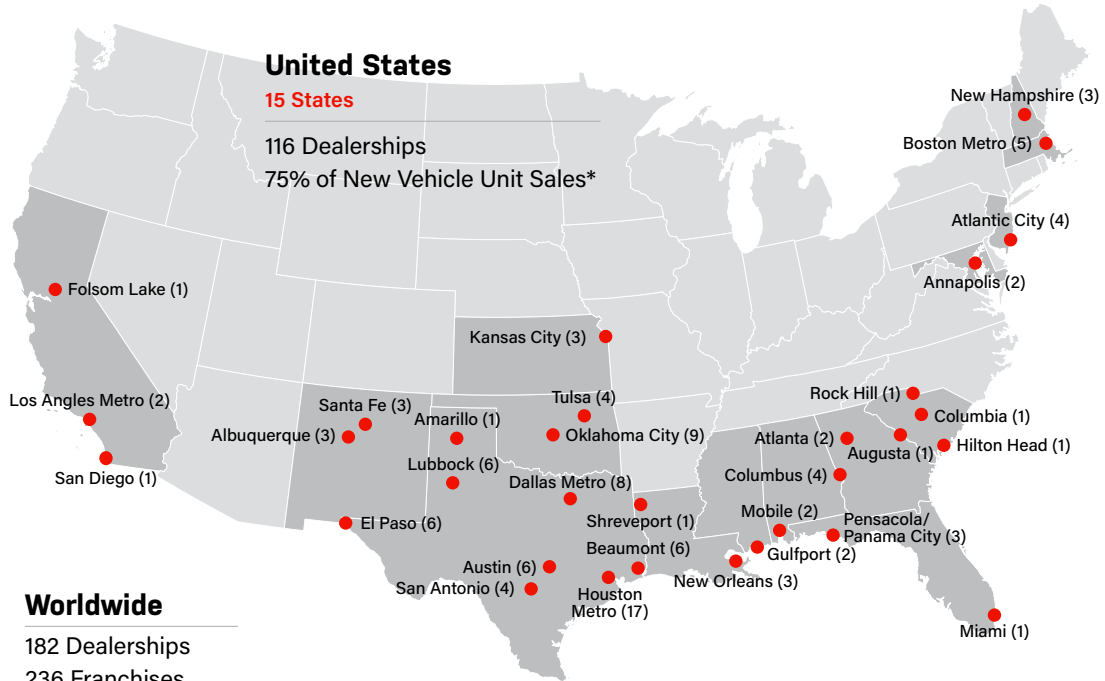 United States
15 States
116 Dealerships
75% of New Vehicle Unit Sales*
New Hampshire (3)
Boston Metro (5)
Atlantic City (4)
Annapolis (2)
Folsom Lake (1)
Kansas City (3)
Los Angles Metro (2)
San Diego (1)
Santa Fe (3)
Albuquerque (3)
Amarillo (1)
Tulsa (4)
Oklahoma City (9)
Lubbock (6)
Dallas Metro (8)
El Paso (6)
Shreveport (1)
Rock Hill (1)
Columbia (1)
Atlanta (2)
Augusta (1)
Hilton Head (1)
Columbus (4)
Mobile (2)
Pensacola/
Panama City (3)
Gulfport (2)
Beaumont (6)
Austin (6)
San Antonio (4)
New Orleans (3)
Houston
Metro (17)
Miami (1)
Worldwide
182 Dealerships
236 Franchises